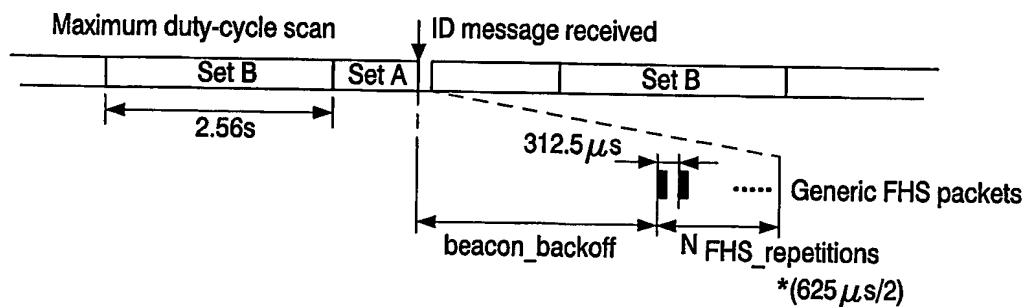 Maximum duty-cycle scan
ID message received
Set B
Set A
Set B
2.56s
312.5μs
Generic FHS packets
beacon_backoff
N FHS_repetitions
*(625μs/2)